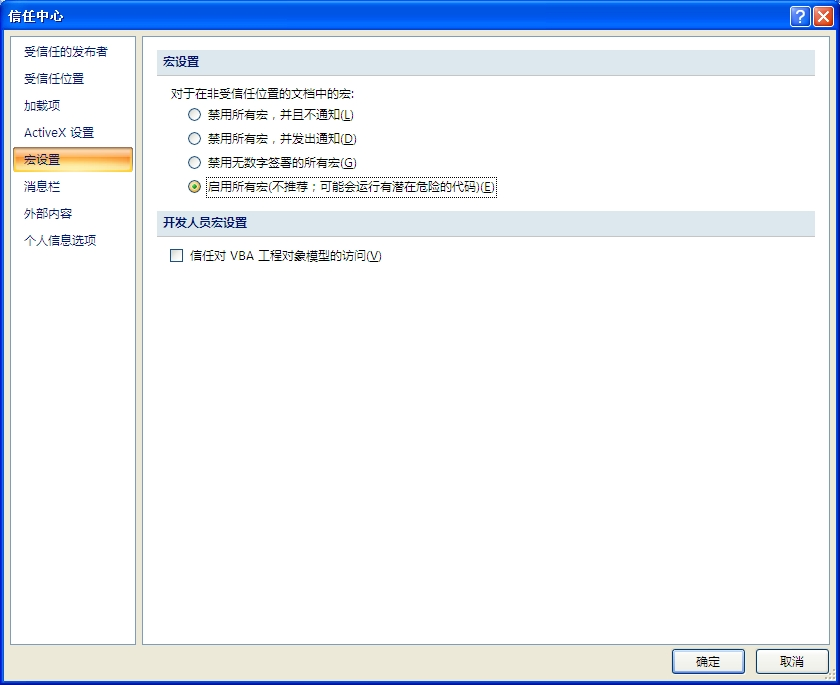 信任中心
受信任的发布者
受信任位置
加载项
ActiveX 设置
宏设置
消息栏
外部内容
个人信息选项
宏设置
对于在非受信任位置的文档中的宏:
禁用所有宏，并且不通知(L)
禁用所有宏，并发出通知(D)
禁用无数字签署的所有宏(G)
启用所有宏(不推荐；可能会运行有潜在危险的代码)(E)
开发人员宏设置
信任对 VBA 工程对象模型的访问(V)
确定
取消